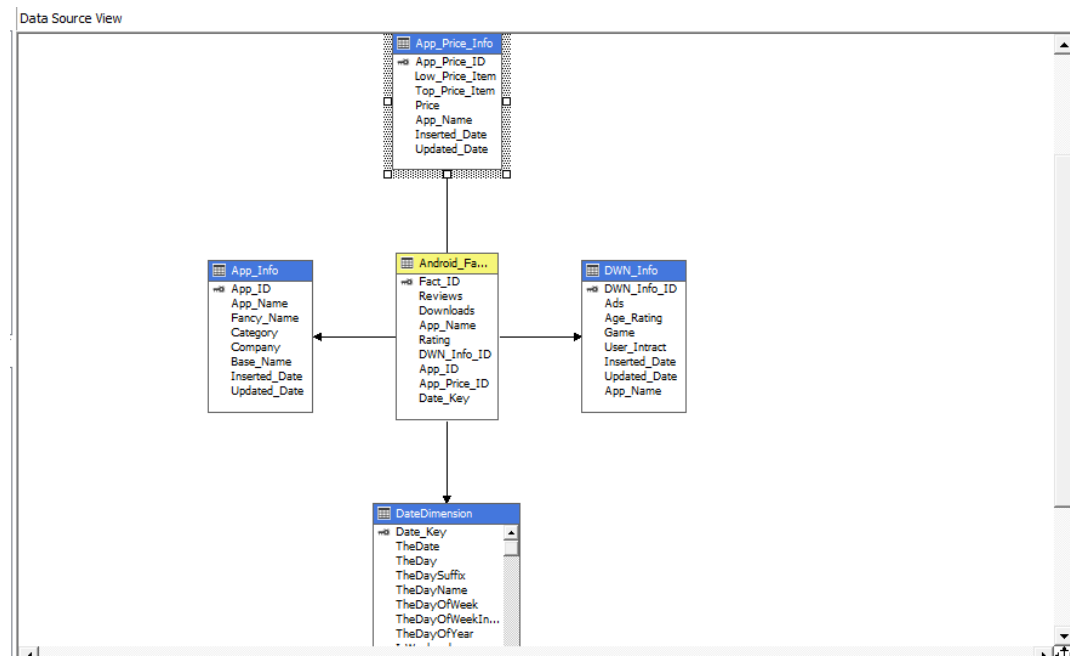 Data Source View
App_Price_Info
App_Price_ID
Low_Price_Item
Top_Price_Item
Price
App_Name
Inserted_Date
Updated_Date
App_Info
App_ID
App_Name
Fancy_Name
Category
Company
Base_Name
Inserted_Date
Updated_Date
Android_Fa...
Fact_ID
Reviews
Downloads
App_Name
Rating
DWN_Info_ID
App_ID
App_Price_ID
Date_Key
DWN_Info
DWN_Info_ID
Ads
Age_Rating
Game
User_Intract
Inserted_Date
Updated_Date
App_Name
DateDimension
Date_Key
TheDate
TheDay
TheDaySuffix
TheDayName
TheDayOfWeek
TheDayOfWeekIn...
TheDayOfYear